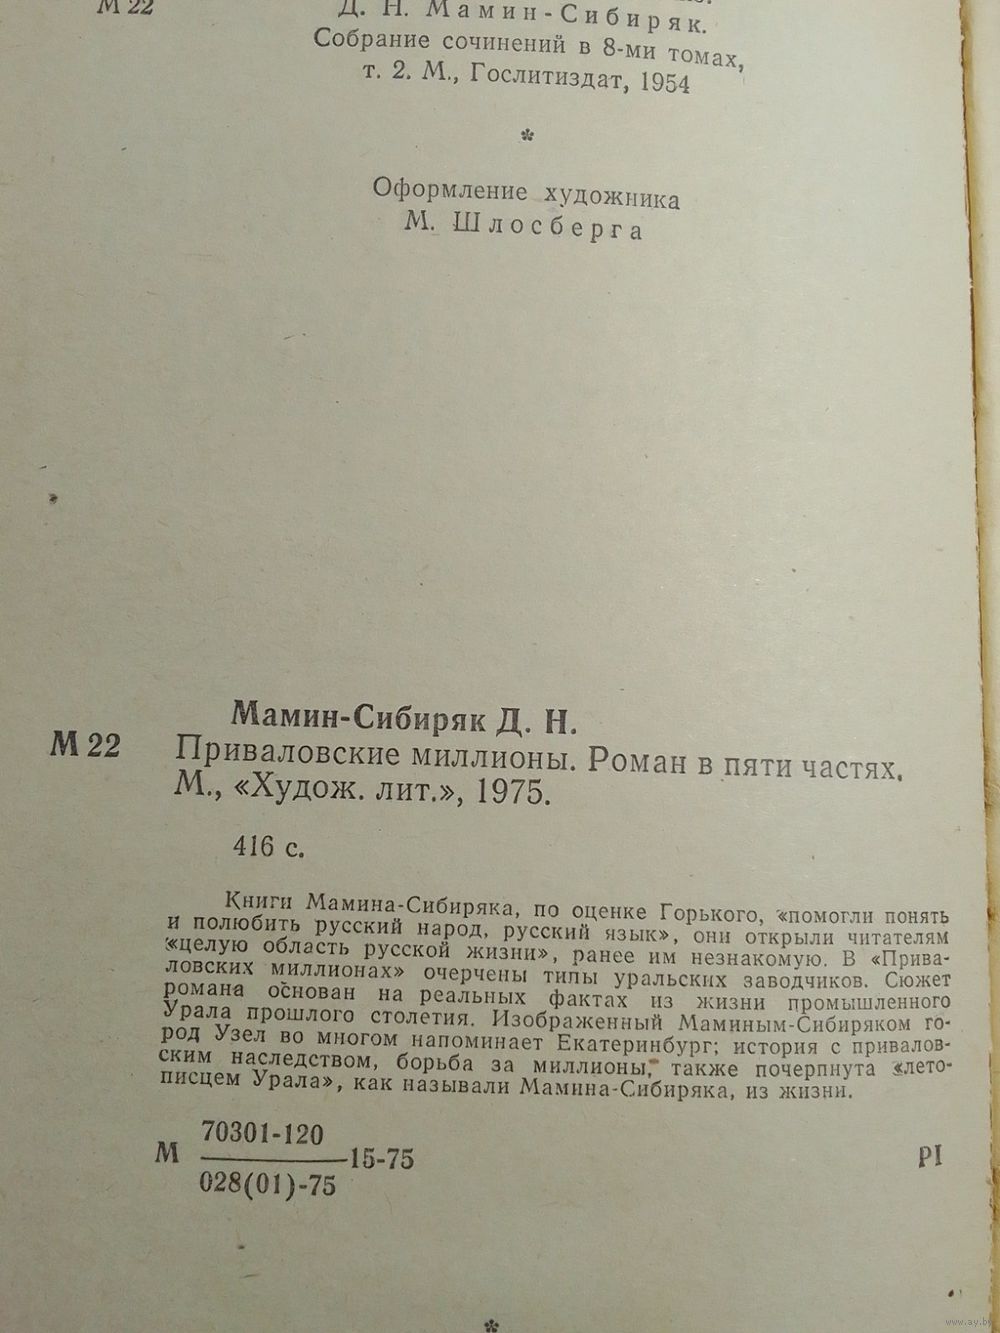 М 22
Д. Н. Мамин-Сибиряк.
Собрание сочинений в 8-ми томах,
т. 2. М., Гослитиздат, 1954
*
Оформление художника
М. Шлосберга
Мамин-Сибиряк Д. Н.
М 22 Приваловские миллионы. Роман в пяти частях.
М., «Худож. лит.», 1975.
416 с.
Книги Мамина-Сибиряка, по оценке Горького, «помогли понять
и полюбить русский народ, русский язык», они открыли читателям
«целую область русской жизни», ранее им незнакомую. В «Прива-
ловских миллионах» очерчены типы уральских заводчиков. Сюжет
романа основан на реальных фактах из жизни промышленного
Урала прошлого столетия. Изображенный Маминым-Сибиряком го-
род Узел во многом напоминает Екатеринбург; история с привалов-
ским наследством, борьба за миллионы, также почерпнута «лето-
писцем Урала», как называли Мамина-Сибиряка, из жизни.
70301-120
М 15-75 PI
028(01)-75
*
www.ay.by